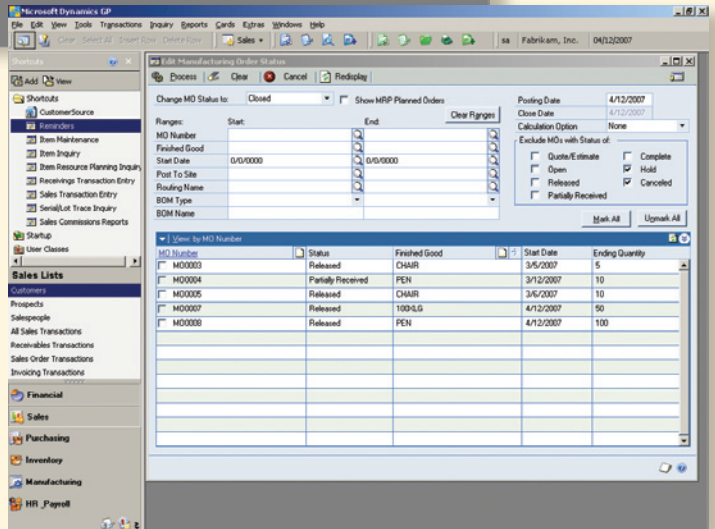 Microsoft Dynamics GP
File Edit View Tools Transactions Inquiry Reports Cards Extras Windows Help
Clear Select All Insert Row Delete Row Sales sa Fabrikam, Inc. 04/12/2007
Shortcuts
Add View
Shortcuts
CustomerSource
Reminders
Item Maintenance
Item Inquiry
Item Resource Planning Inquiry
Receivings Transaction Entry
Sales Transaction Entry
Serial/Lot Trace Inquiry
Sales Commissions Reports
Startup
User Classes
Sales Lists
Customers
Prospects
Salespeople
All Sales Transactions
Receivables Transactions
Sales Order Transactions
Invoicing Transactions
Financial
Sales
Purchasing
Inventory
Manufacturing
HR_Payroll
Edit Manufacturing Order Status
Process Clear Cancel Redisplay
Change MO Status to: Closed Show MRP Planned Orders
Ranges: Start: End: Clear Ranges
MO Number
Finished Good
Start Date 0/0/0000 0/0/0000
Post To Site
Routing Name
BOM Type
BOM Name
Posting Date 4/12/2007
Close Date 4/12/2007
Calculation Option None
Exclude MOs with Status of:
Quote/Estimate Complete
Open Hold
Released Canceled
Partially Received
Mark All Unmark All
View: by MO Number
MO Number Status Finished Good Start Date Ending Quantity
MO0003 Released CHAIR 3/5/2007 5
MO0004 Partially Received PEN 3/12/2007 10
MO0005 Released CHAIR 3/6/2007 10
MO0007 Released 100XLG 4/12/2007 50
MO0008 Released PEN 4/12/2007 100